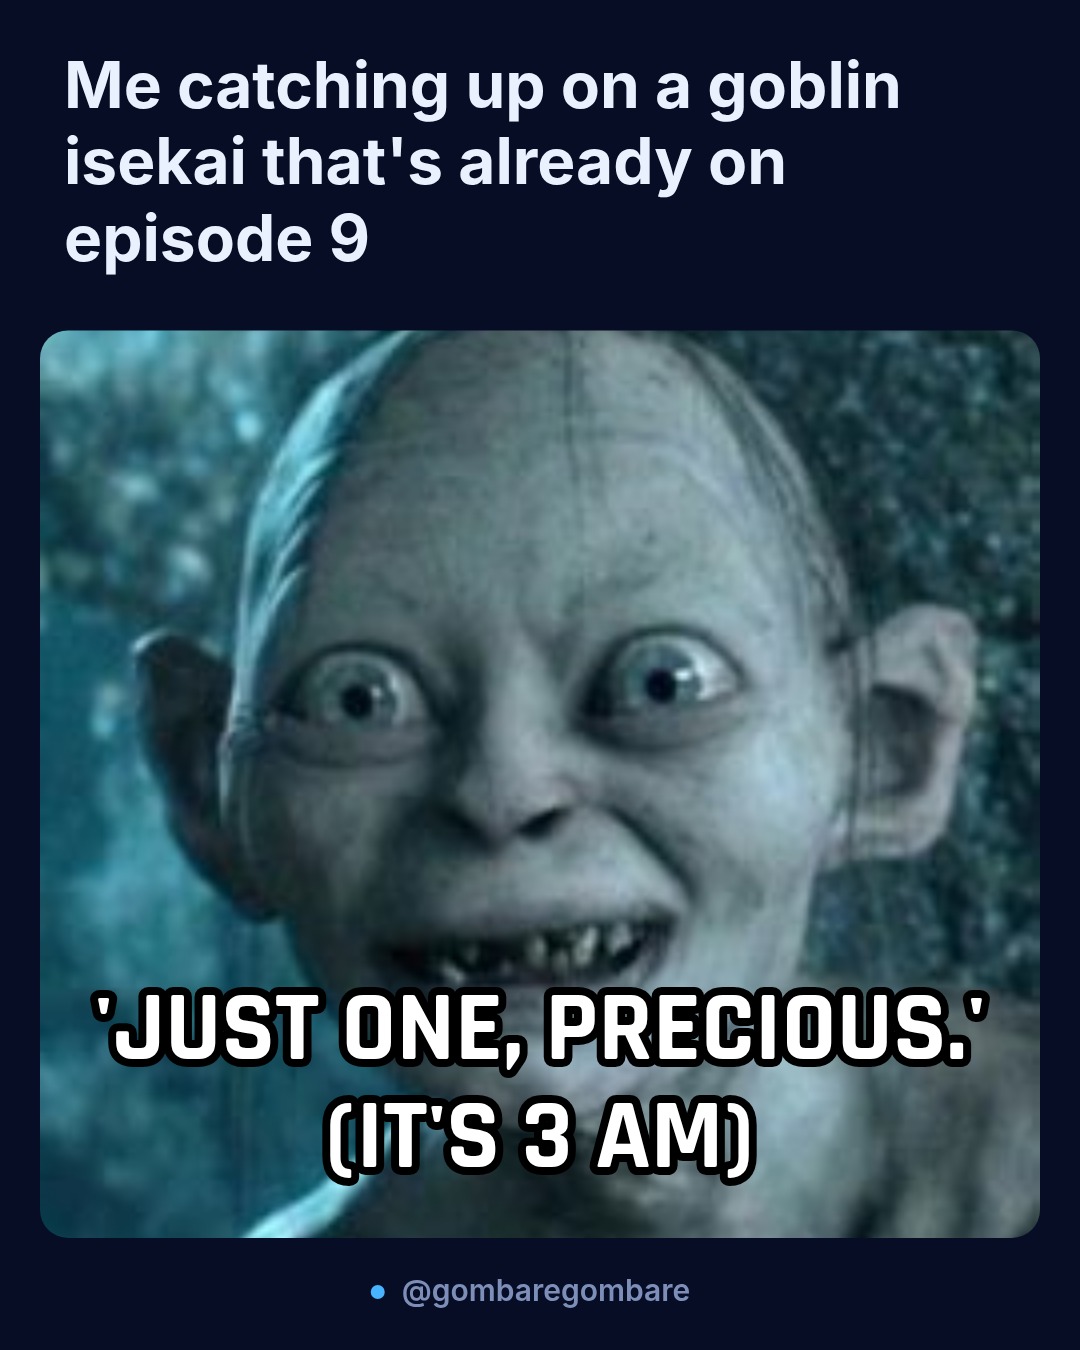 Me catching up on a goblin
isekai that's already on
episode 9
'JUST ONE, PRECIOUS.'
(IT'S 3 AM)
@gombaregombare